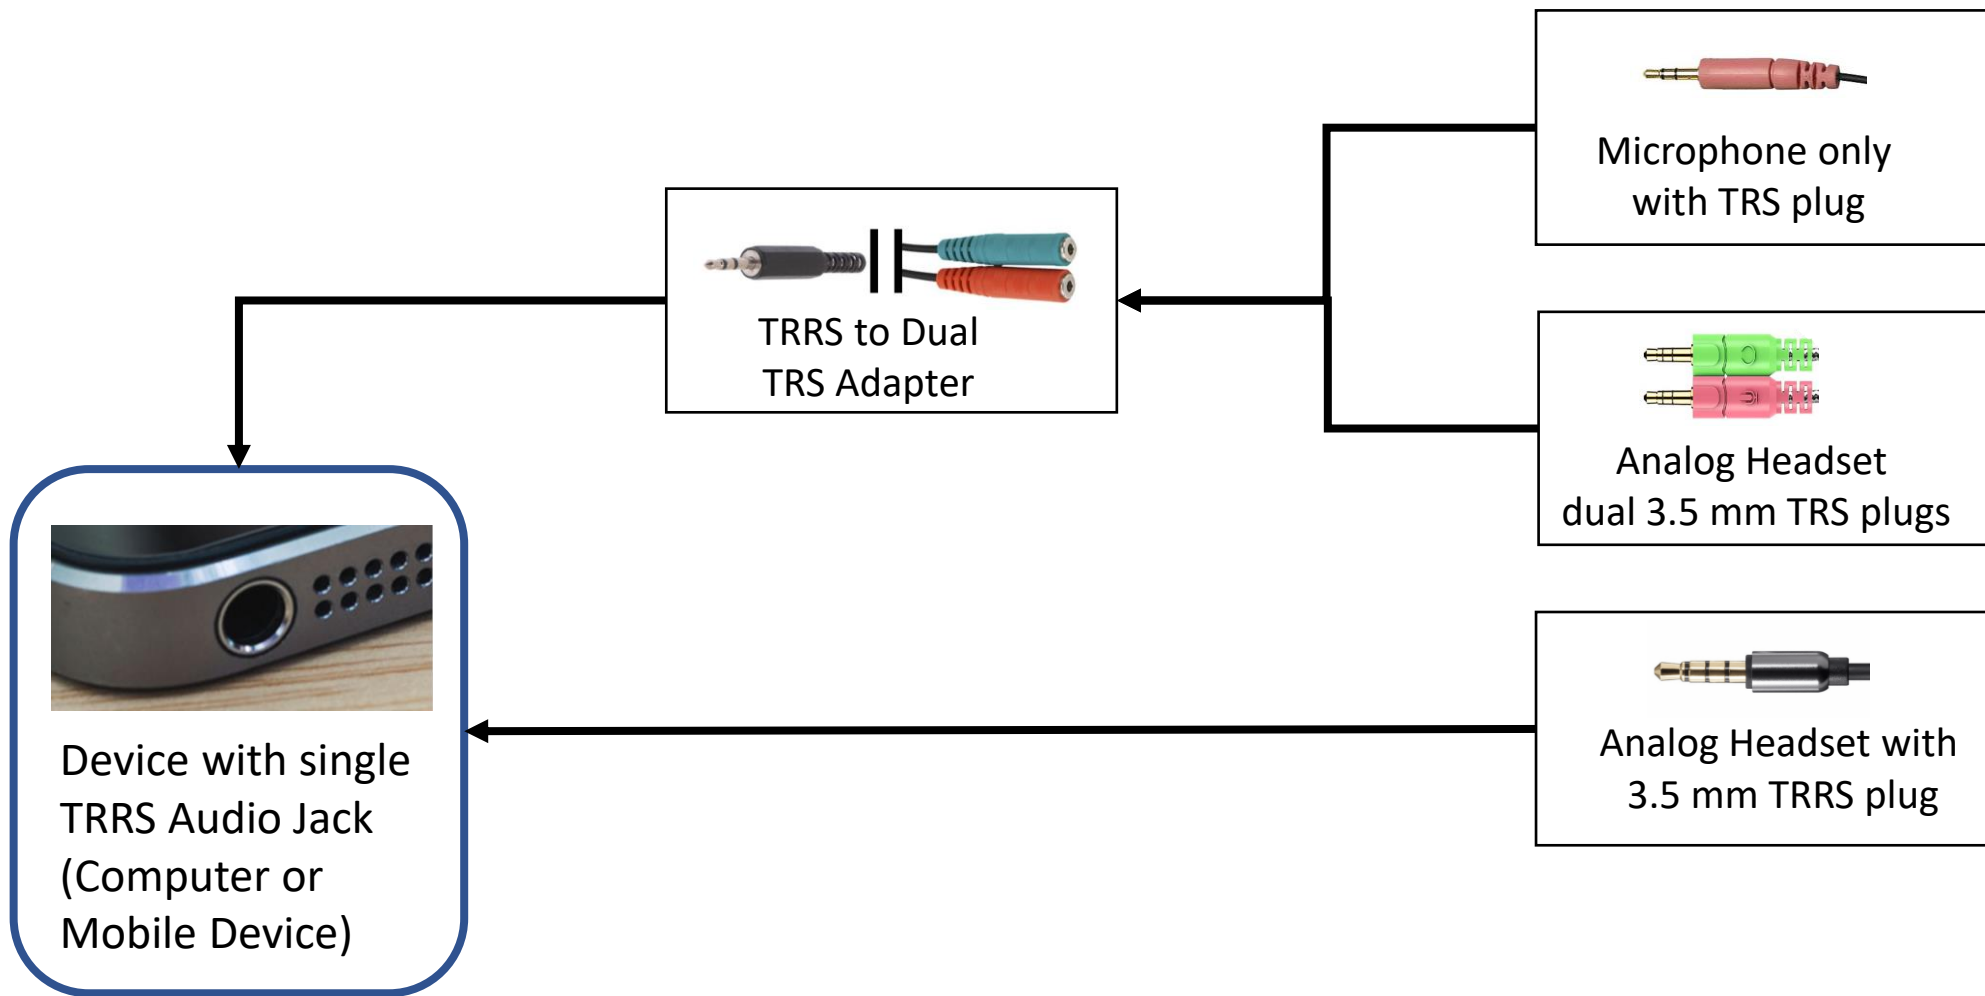 Microphone only
with TRS plug
TRRS to Dual
TRS Adapter
Analog Headset
dual 3.5 mm TRS plugs
Device with single
TRRS Audio Jack
(Computer or
Mobile Device)
Analog Headset with
3.5 mm TRRS plug